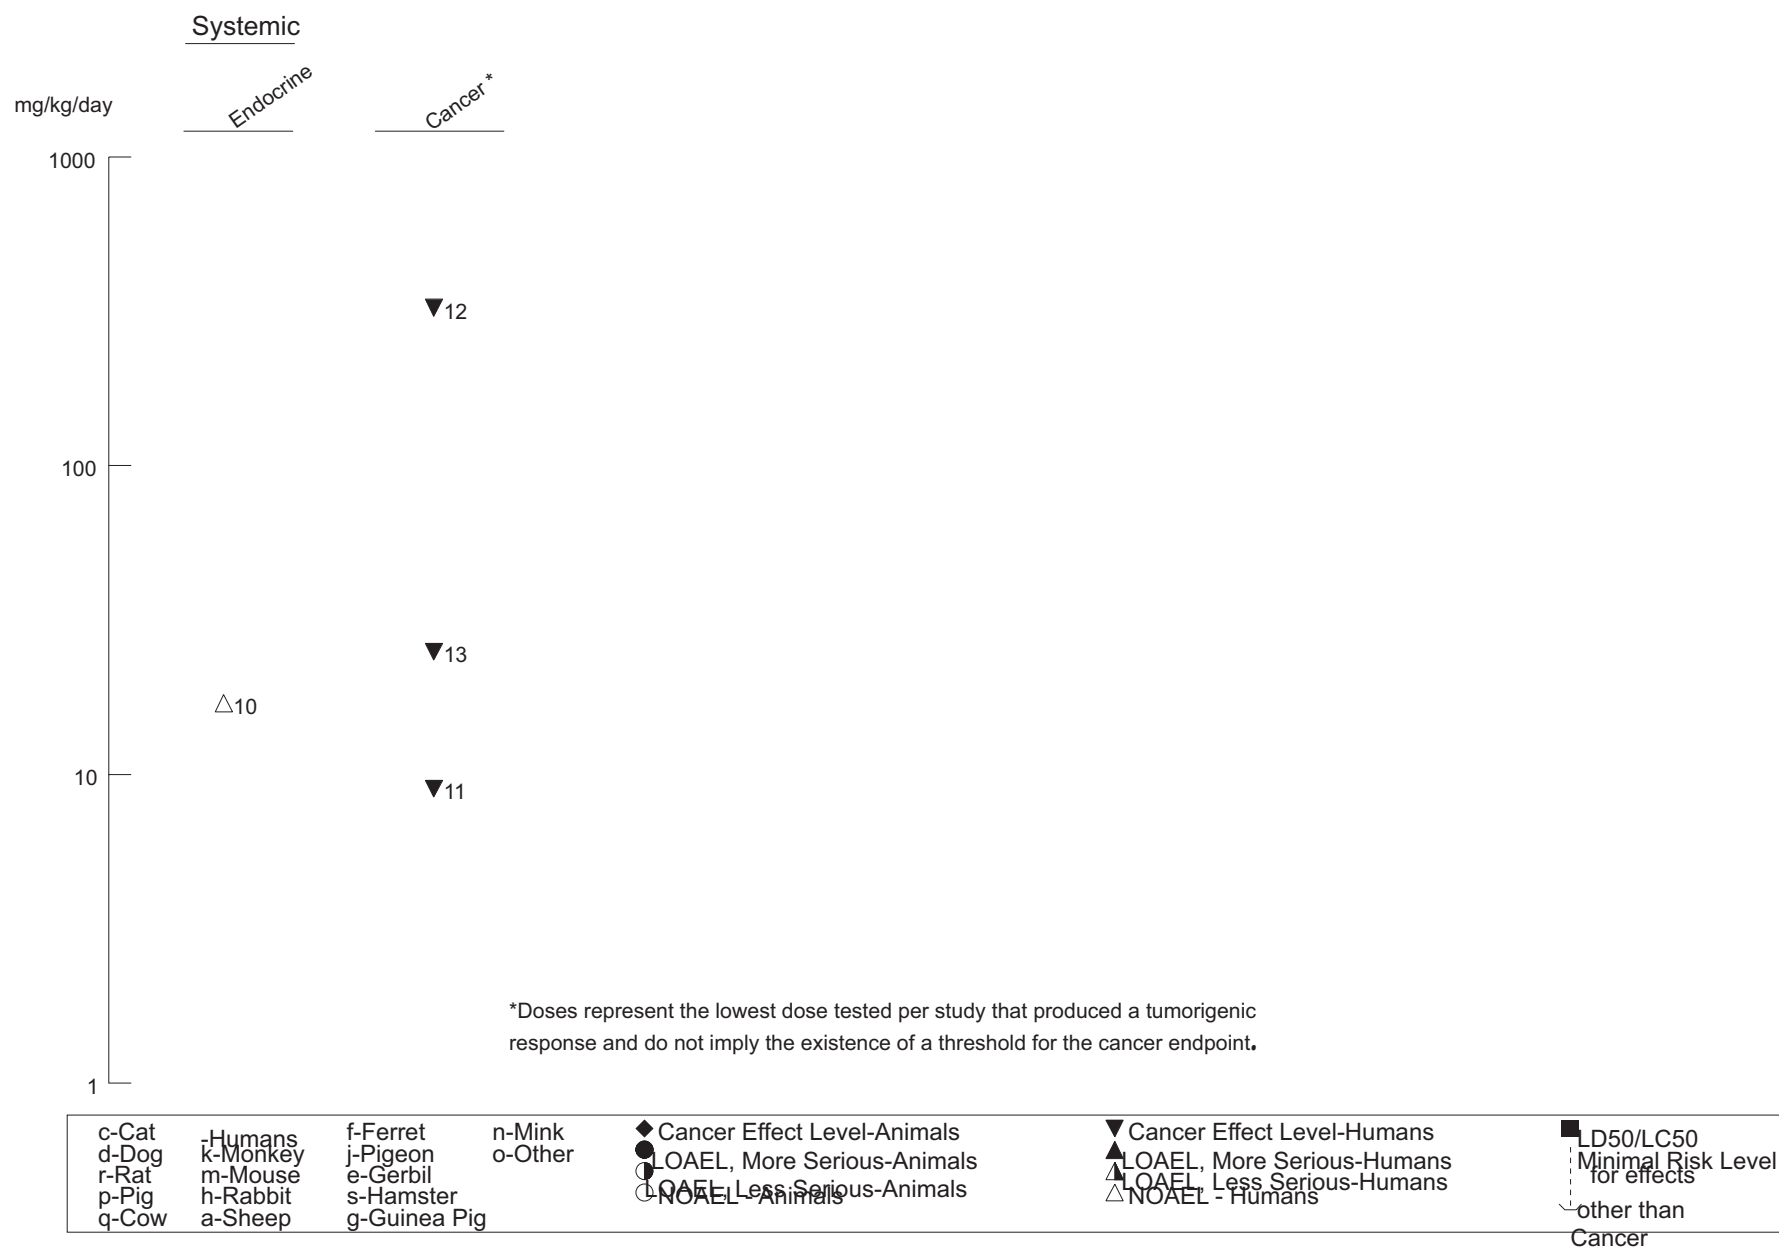 Systemic
mg/kg/day
Endocrine
Cancer *
1000
12
100
13
10
10
11
*Doses represent the lowest dose tested per study that produced a tumorigenic
response and do not imply the existence of a threshold for the cancer endpoint.
1
c-Cat
d-Dog
r-Rat
p-Pig
q-Cow
-Humans
k-Monkey
m-Mouse
h-Rabbit
a-Sheep
f-Ferret
j-Pigeon
e-Gerbil
s-Hamster
g-Guinea Pig
n-Mink
o-Other
Cancer Effect Level-Animals
LOAEL, More Serious-Animals
LOAEL, Less Serious-Animals
NOAEL - Animals
Cancer Effect Level-Humans
LOAEL, More Serious-Humans
LOAEL, Less Serious-Humans
NOAEL - Humans
LD50/LC50
Minimal Risk Level
for effects
other than
Cancer